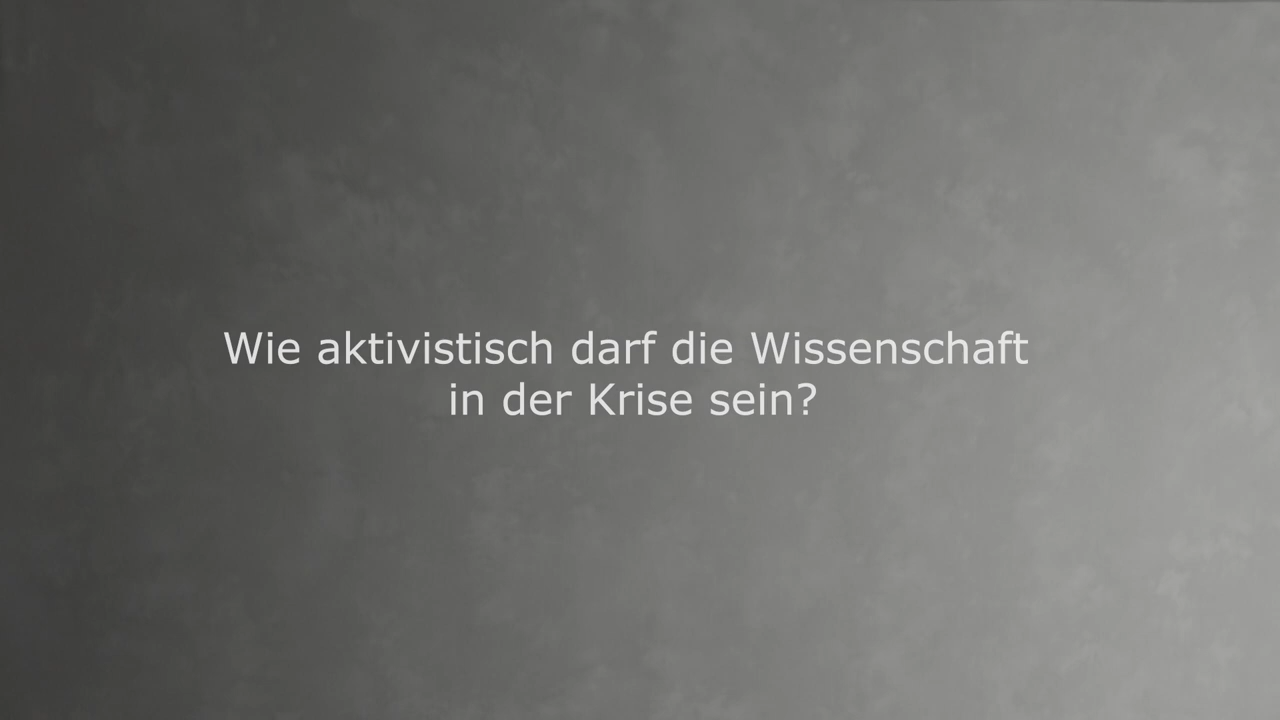 Wie aktivistisch darf die Wissenschaft
in der Krise sein?